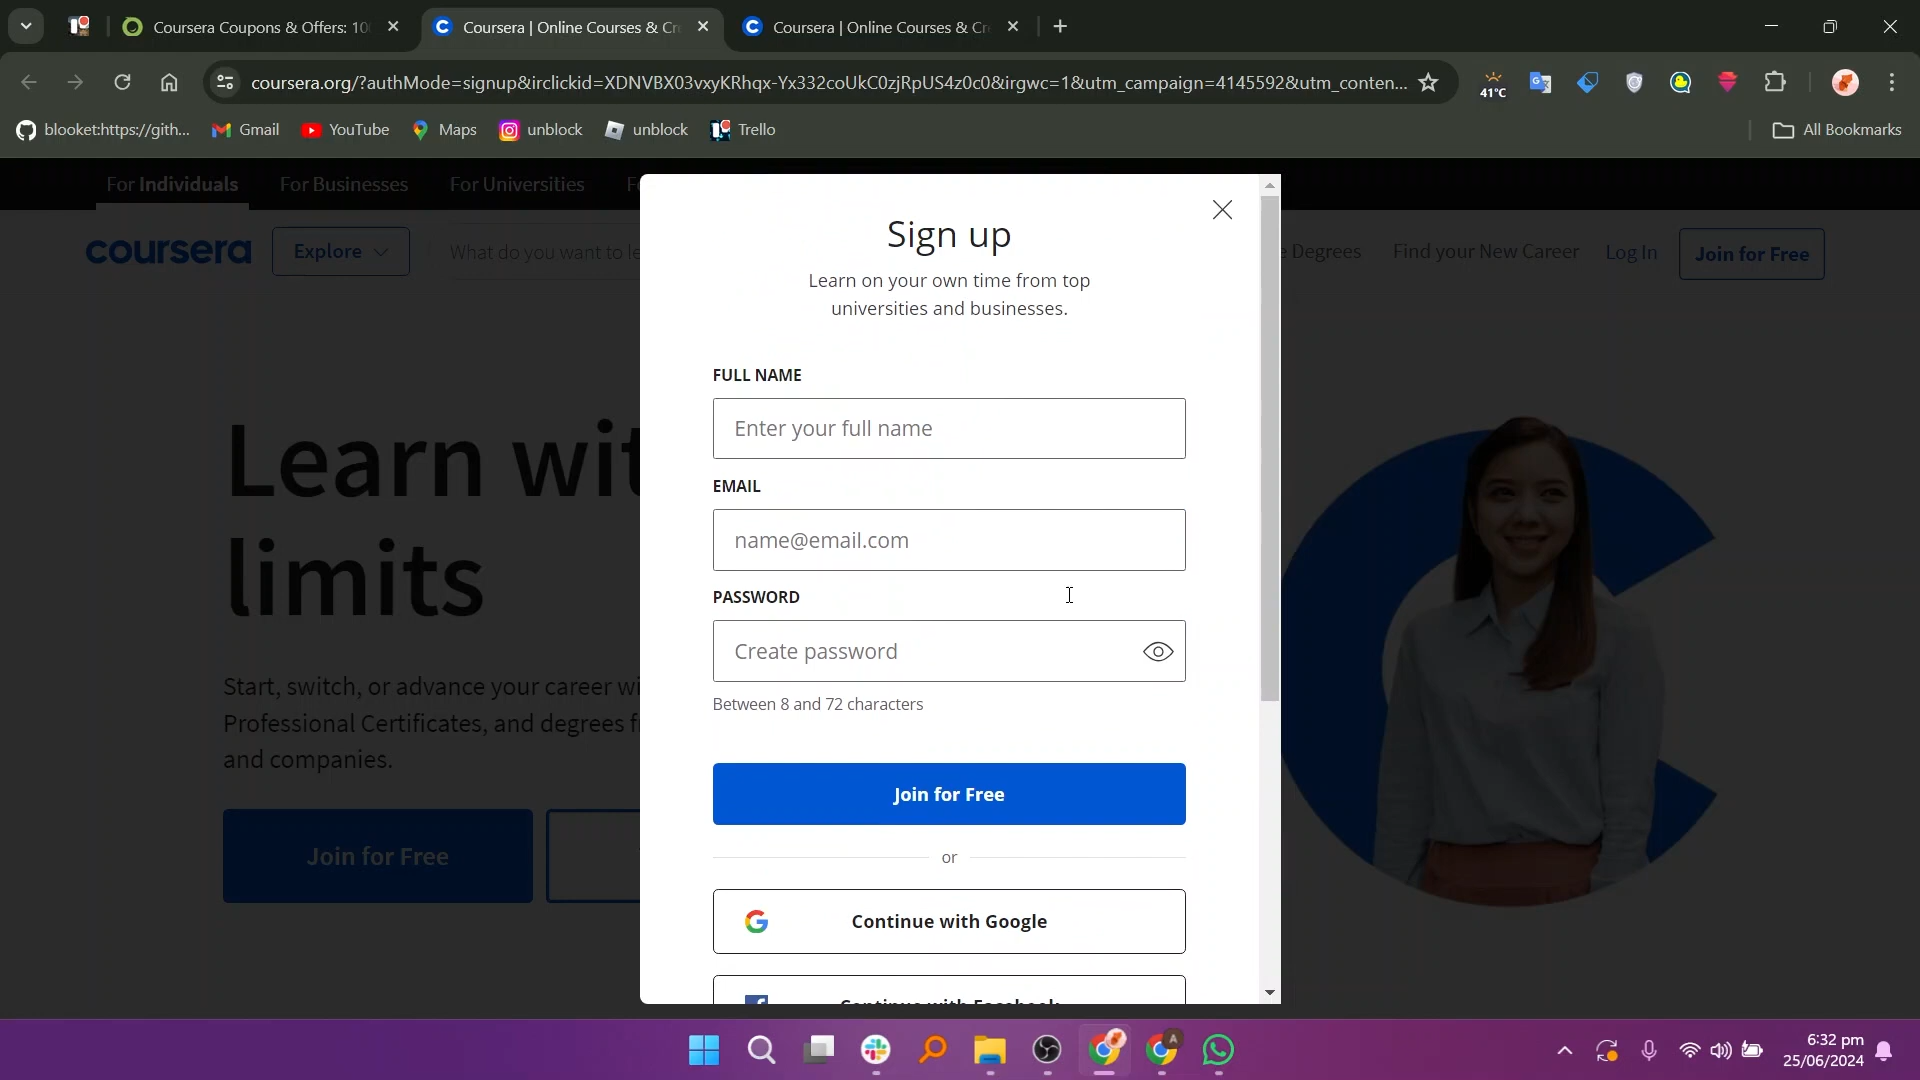 Coursera Coupons & Offers: 10
Coursera | Online Courses & Cr
Coursera | Online Courses & Cr
coursera.org/?authMode=signup&irclickid=XDNVBX03vxyKRhqx-Yx332coUkC0zjRpUS4z0c0&irgwc=1&utm_campaign=4145592&utm_conten...
41°C
blooket:https://gith...
Gmail
YouTube
Maps
unblock
unblock
Trello
All Bookmarks
For Individuals
For Businesses
For Universities
coursera
Explore
What do you want to le
e Degrees
Find your New Career
Log In
Join for Free
Learn wit
limits
Start, switch, or advance your career wi
Professional Certificates, and degrees f
and companies.
Join for Free
Sign up
Learn on your own time from top
universities and businesses.
FULL NAME
Enter your full name
EMAIL
name@email.com
PASSWORD
Create password
Between 8 and 72 characters
Join for Free
or
Continue with Google
Continue with Facebook
6:32 pm
25/06/2024